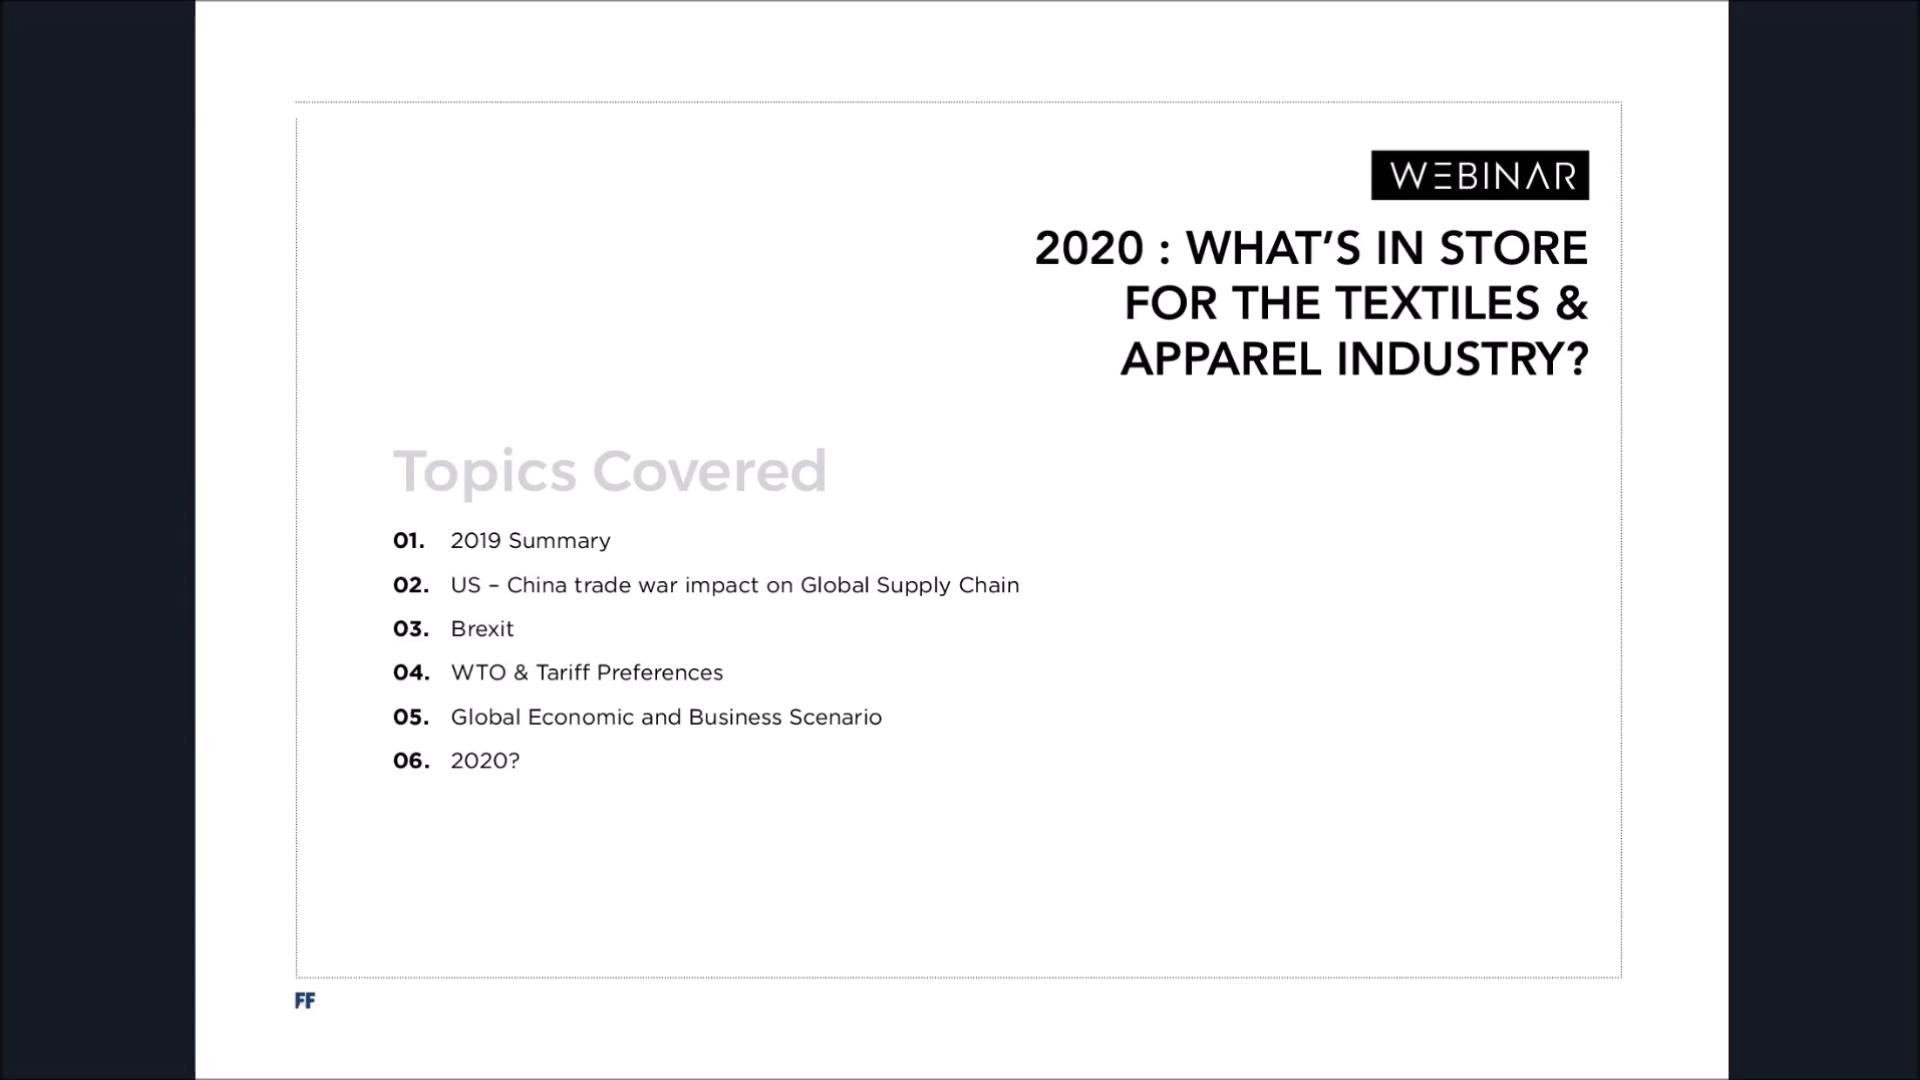 WEBINAR
2020 : WHAT’S IN STORE
FOR THE TEXTILES &
APPAREL INDUSTRY?
Topics Covered
01. 2019 Summary
02. US – China trade war impact on Global Supply Chain
03. Brexit
04. WTO & Tariff Preferences
05. Global Economic and Business Scenario
06. 2020?
FF